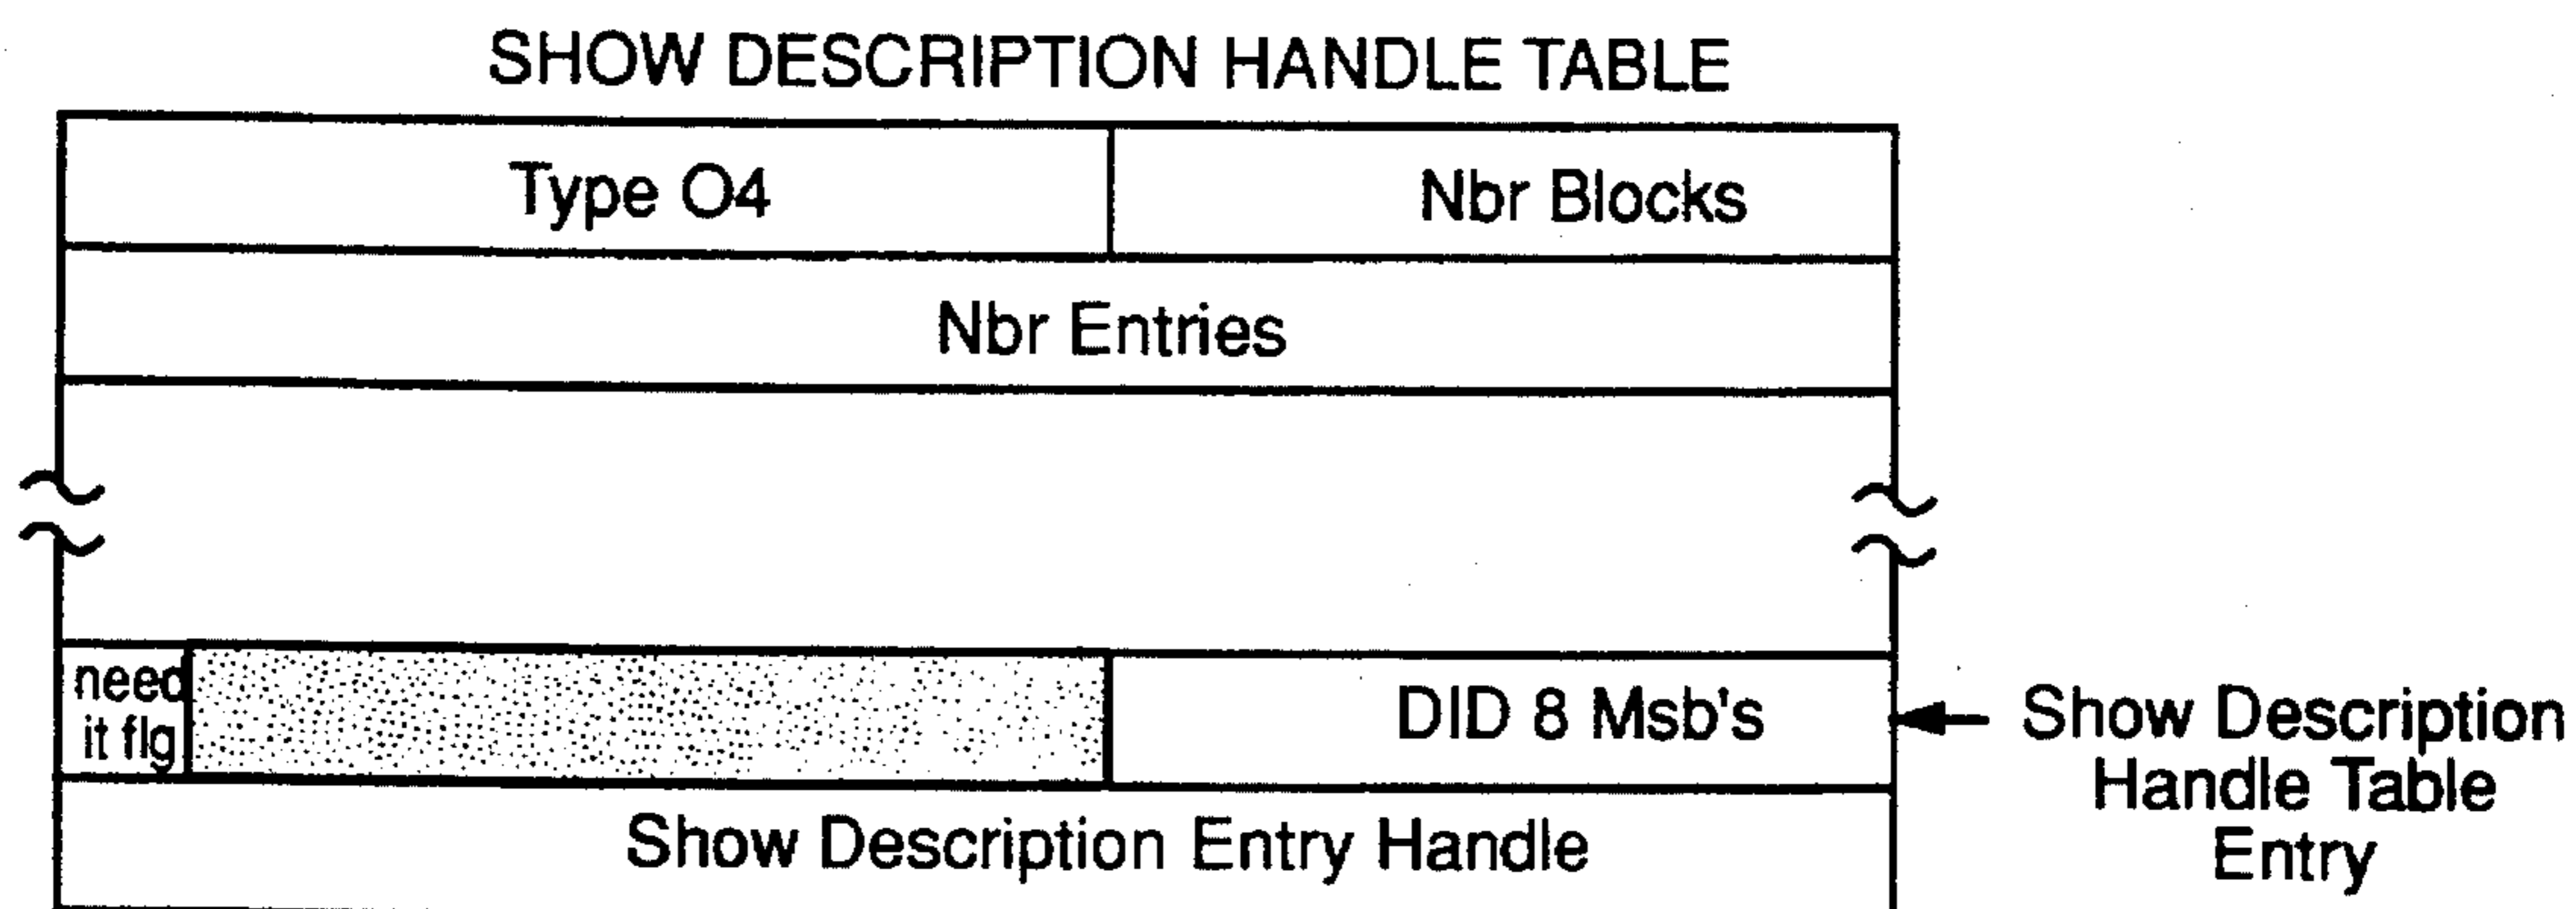 SHOW DESCRIPTION HANDLE TABLE
Type O4
Nbr Blocks
Nbr Entries
need
it flg
DID 8 Msb's
Show Description
Handle Table
Entry
Show Description Entry Handle